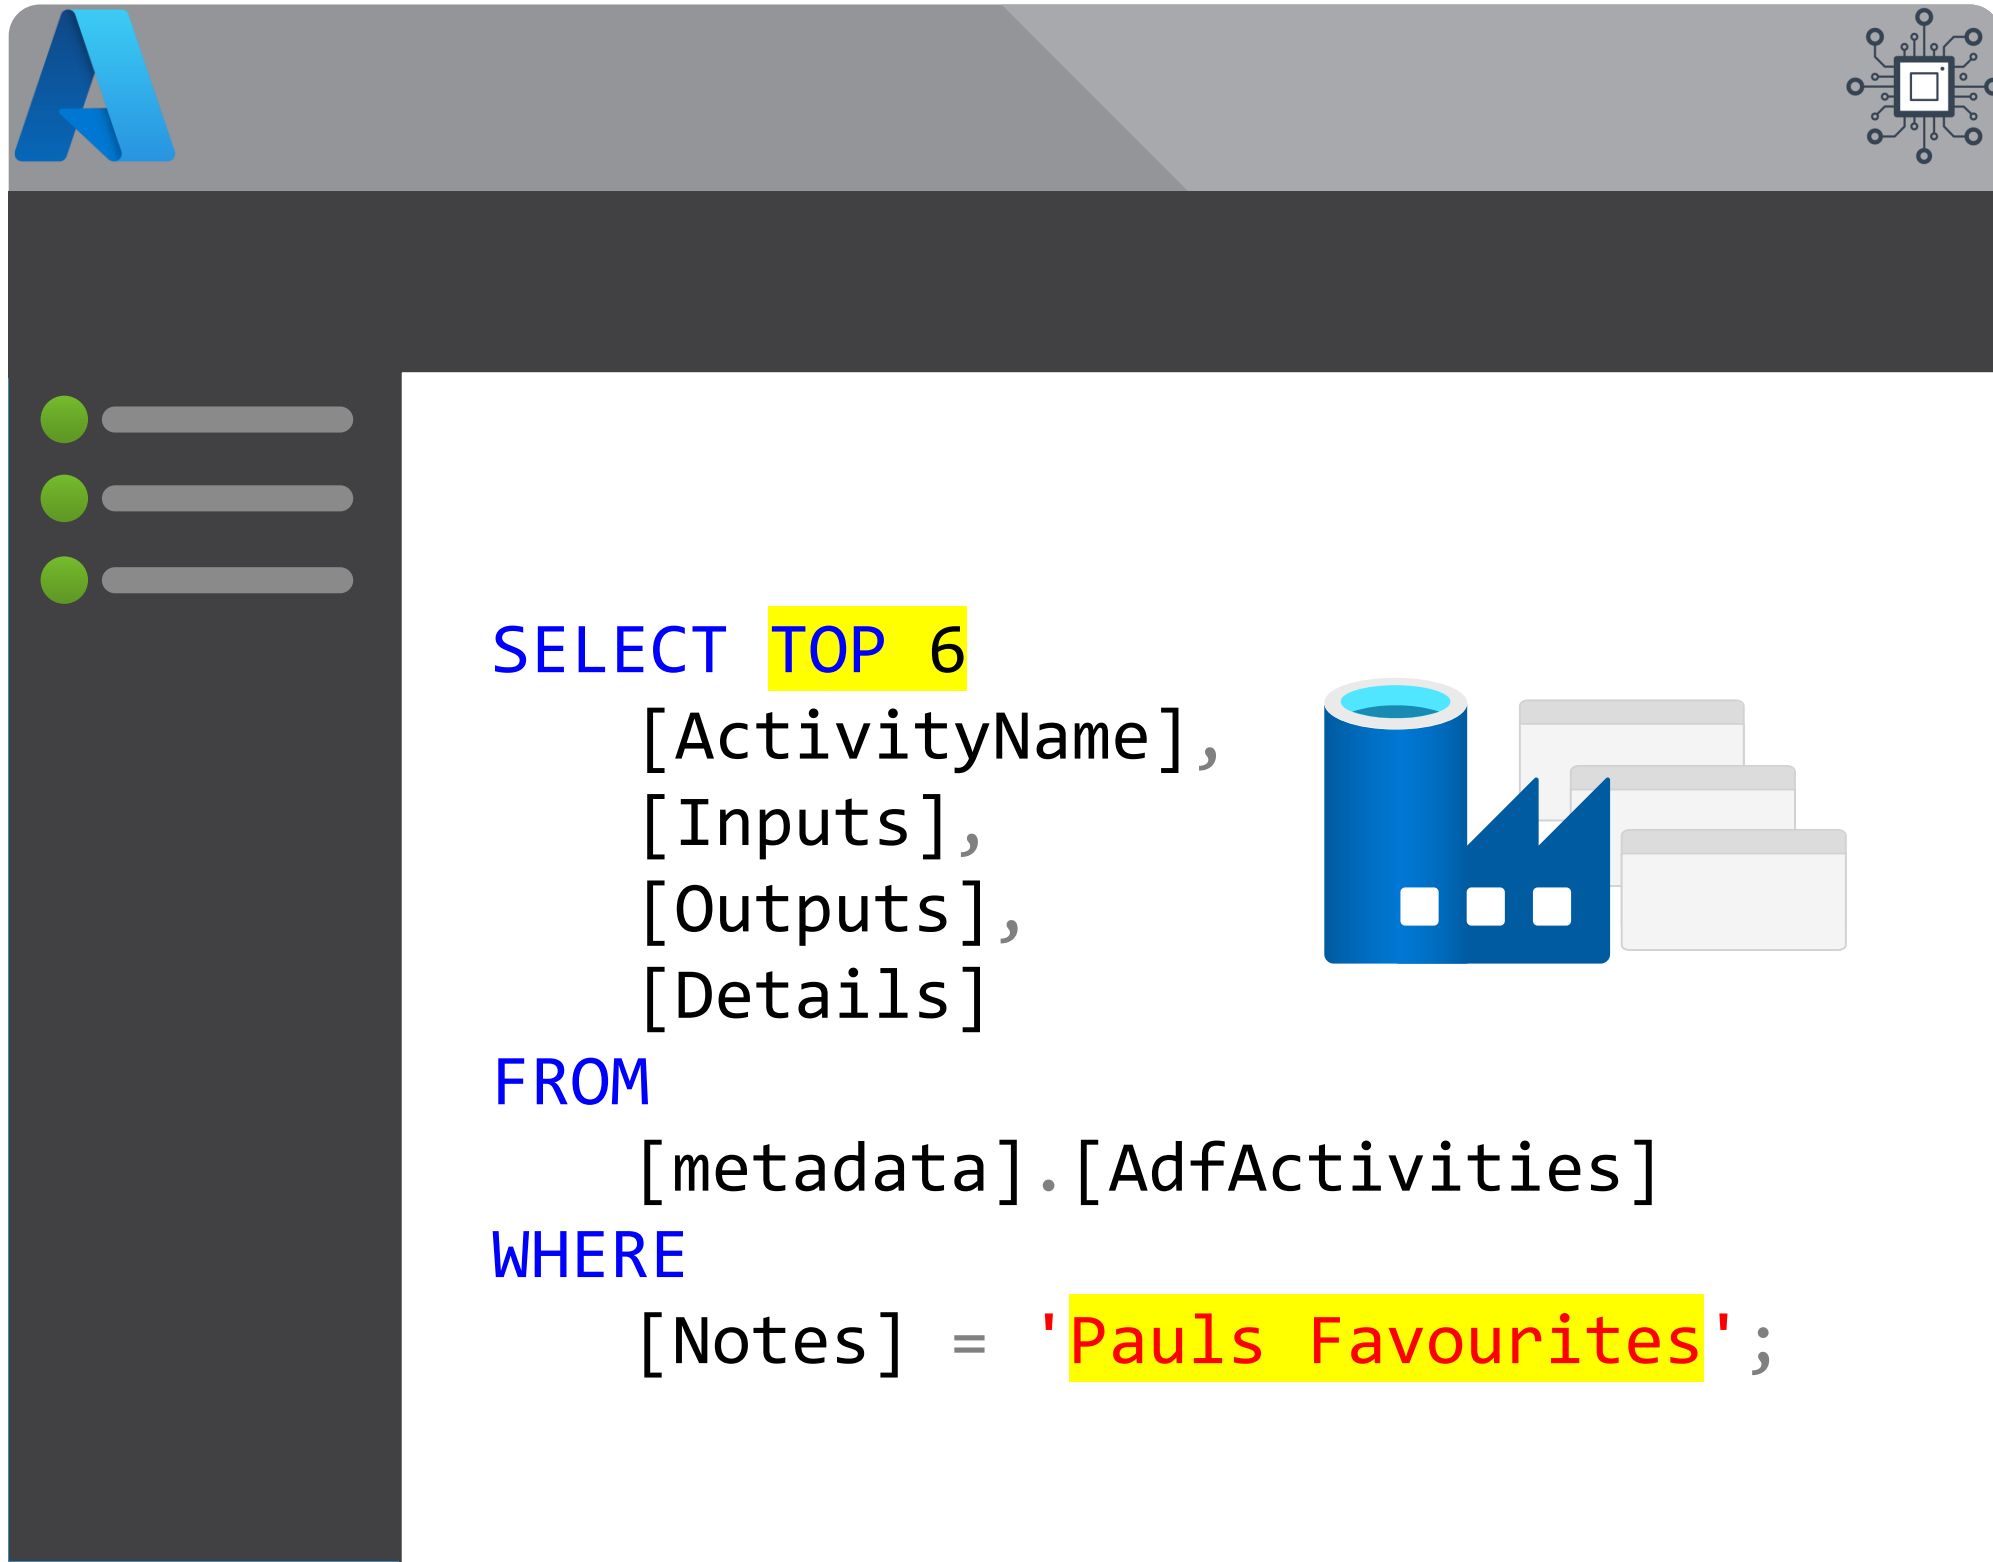 SELECT TOP 6
[ActivityName],
[Inputs],
[Outputs],
[Details]
FROM
[metadata].[AdfActivities]
WHERE
[Notes] = 'Pauls Favourites';